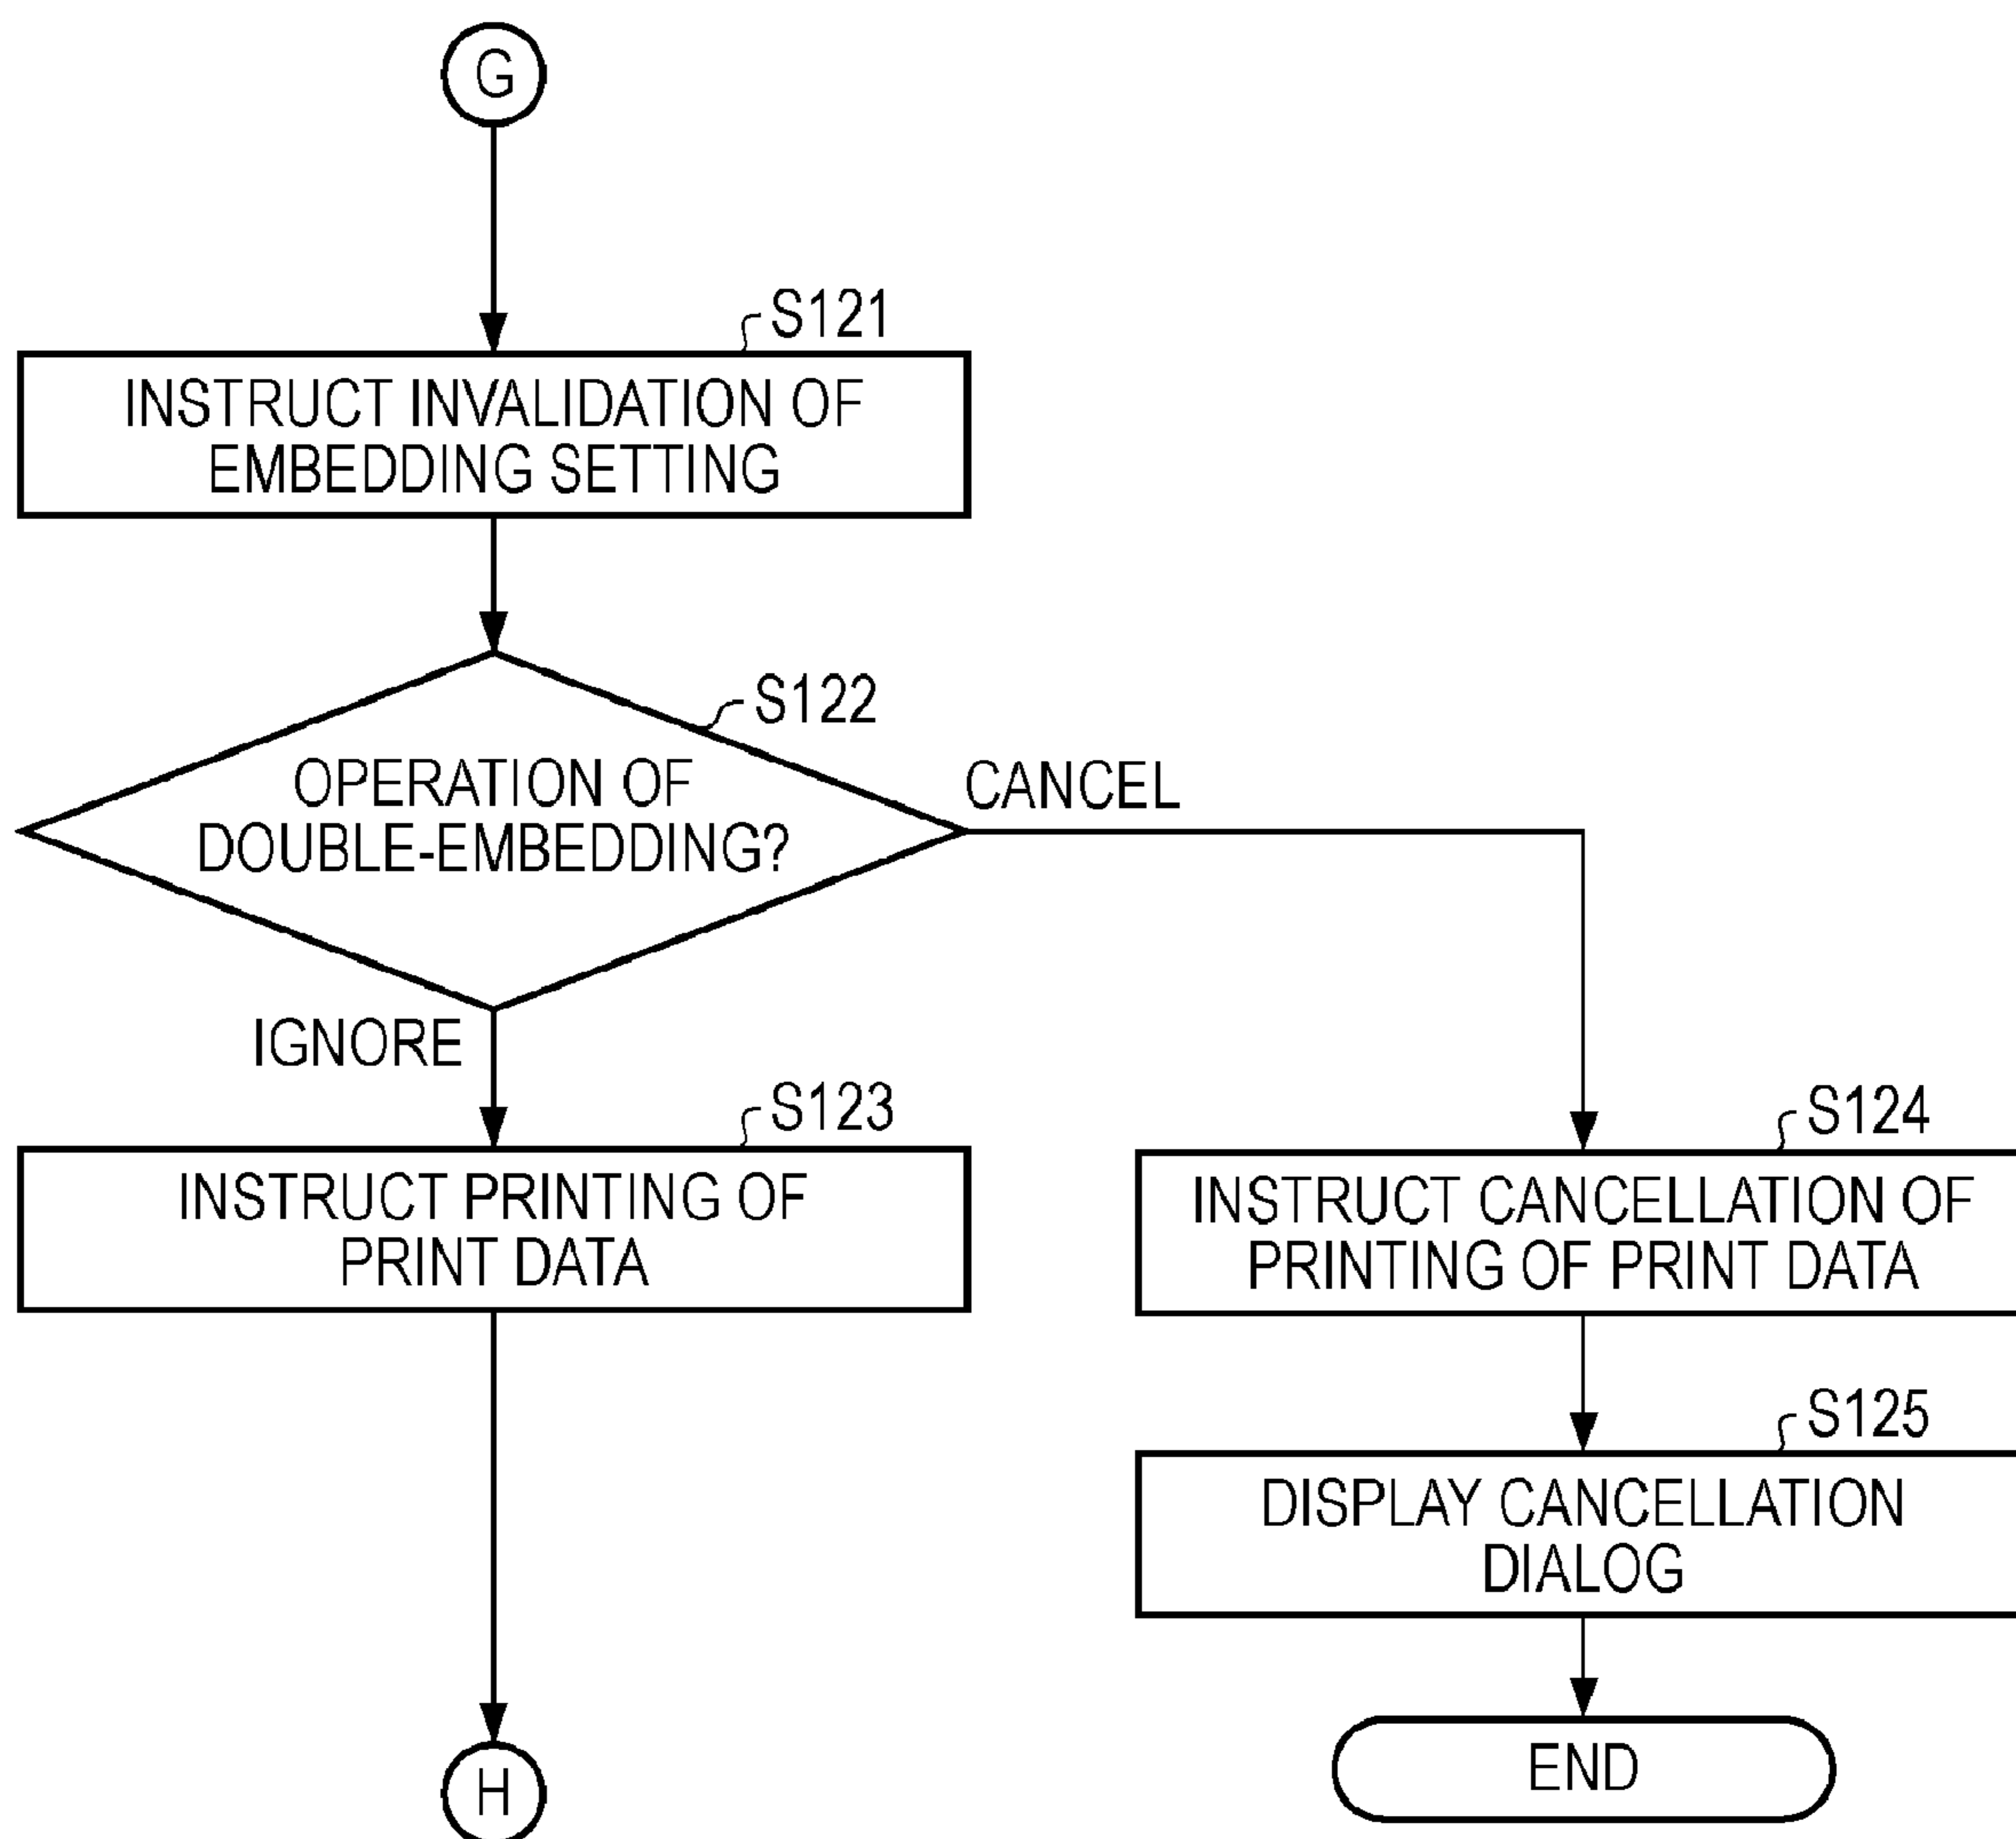 G
S121
INSTRUCT INVALIDATION OF
EMBEDDING SETTING
S122
OPERATION OF
DOUBLE-EMBEDDING?
CANCEL
IGNORE
S123
INSTRUCT PRINTING OF
PRINT DATA
S124
INSTRUCT CANCELLATION OF
PRINTING OF PRINT DATA
S125
DISPLAY CANCELLATION
DIALOG
END
H